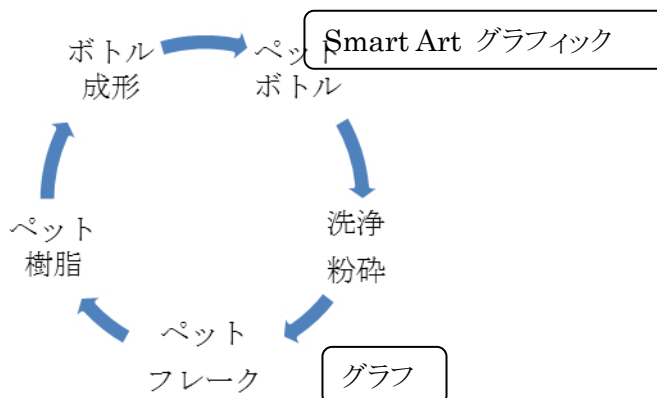 Smart Art グラフィック
ボトル
成形
ペット
ボトル
洗浄
粉砕
ペット
フレーク
ペット
樹脂
グラフ